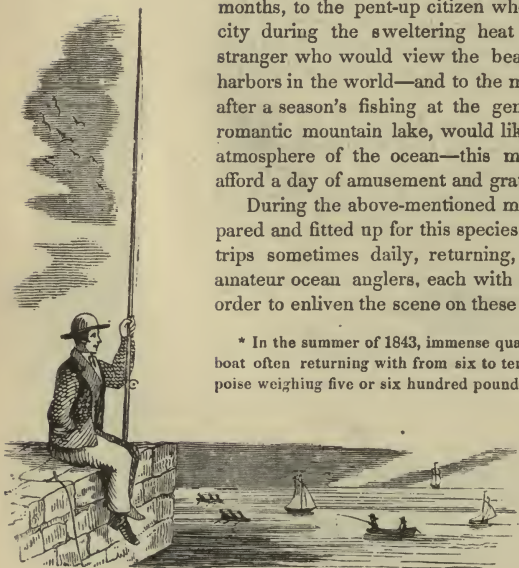 months, to the pent-up citizen wh
city during the sweltering heat
stranger who would view the bea
harbors in the world—and to the m
after a season's fishing at the gen
romantic mountain lake, would lik
atmosphere of the ocean—this m
afford a day of amusement and gra
During the above-mentioned m
pared and fitted up for this species
trips sometimes daily, returning,
amateur ocean anglers, each with
order to enliven the scene on these
* In the summer of 1843, immense qua
boat often returning with from six to ten
poise weighing five or six hundred pound